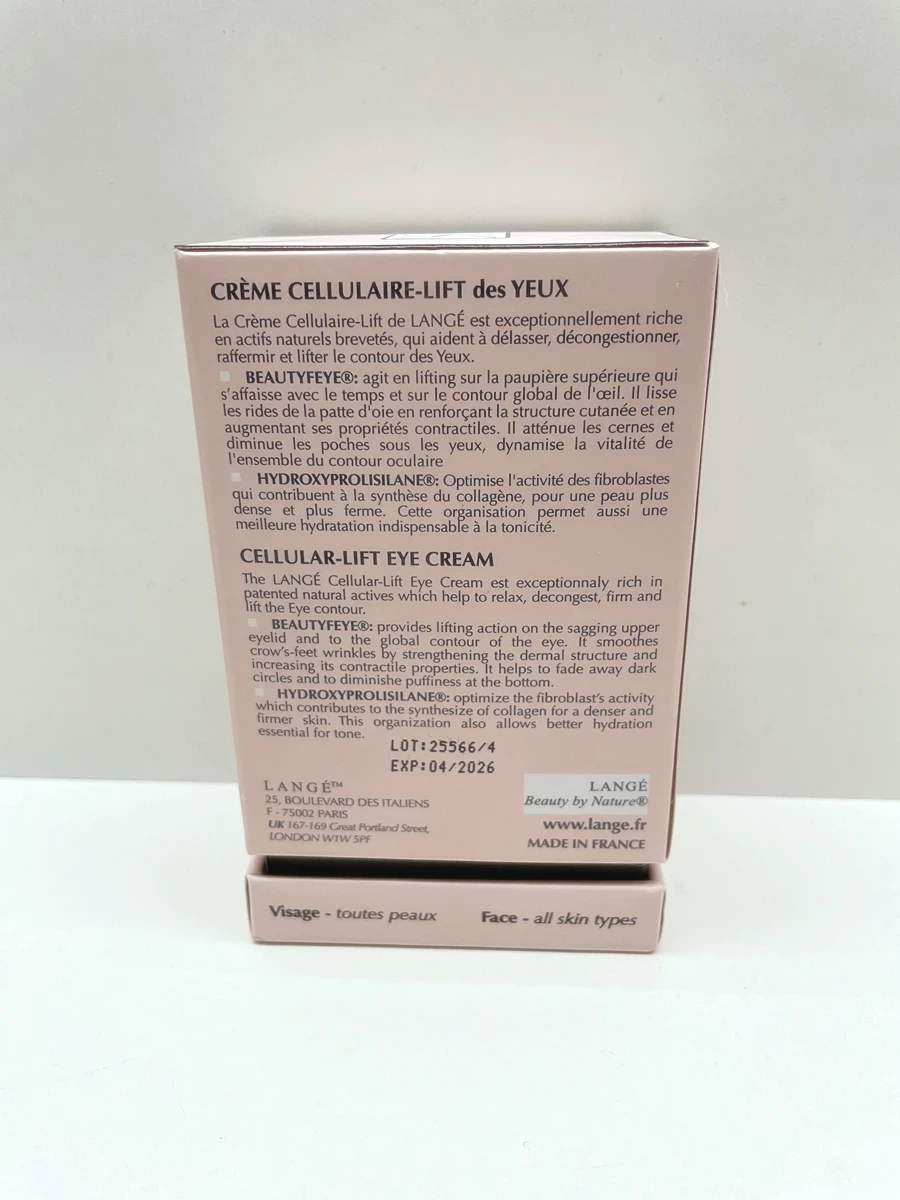 CRÈME CELLULAIRE-LIFT des YEUX
La Crème Cellulaire-Lift de LANGÉ est exceptionnellement riche
en actifs naturels brevetés, qui aident à délasser, décongestionner,
raffermir et lifter le contour des Yeux.
BEAUTYFEYE®: agit en lifting sur la paupière supérieure qui
s'affaisse avec le temps et sur le contour global de l'œil. Il lisse
les rides de la patte d'oie en renforçant la structure cutanée et en
augmentant ses propriétés contractiles. Il atténue les cernes et
diminue les poches sous les yeux, dynamise la vitalité de
l'ensemble du contour oculaire
HYDROXYPROLISILANE®: Optimise l'activité des fibroblastes
qui contribuent à la synthèse du collagène, pour une peau plus
dense et plus ferme. Cette organisation permet aussi une
meilleure hydratation indispensable à la tonicité.
CELLULAR-LIFT EYE CREAM
The LANGÉ Cellular-Lift Eye Cream est exceptionnaly rich in
patented natural actives which help to relax, decongest, firm and
lift the Eye contour.
BEAUTYFEYE®: provides lifting action on the sagging upper
eyelid and to the global contour of the eye. It smoothes
crow's-feet wrinkles by strengthening the dermal structure and
increasing its contractile properties. It helps to fade away dark
circles and to diminishe puffiness at the bottom.
HYDROXYPROLISILANE®: optimize the fibroblast's activity
which contributes to the synthesize of collagen for a denser and
firmer skin. This organization also allows better hydration
essential for tone.
LOT:25566/4
EXP:04/2026
LANGÉ™
25, BOULEVARD DES ITALIENS
F - 75002 PARIS
UK 167-169 Great Portland Street,
LONDON W1W 5PF
LANGÉ
Beauty by Nature®
www.lange.fr
MADE IN FRANCE
Visage - toutes peaux
Face - all skin types